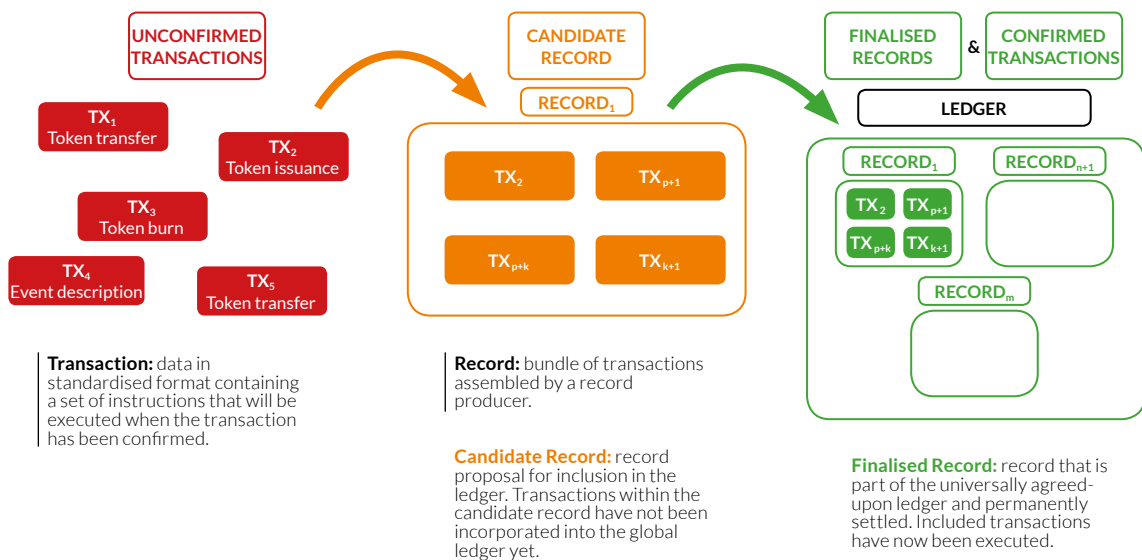 UNCONFIRMED
TRANSACTIONS
TX₁
Token transfer
TX₂
Token issuance
TX₃
Token burn
TX₄
Event description
TX₅
Token transfer
Transaction: data in
standardised format containing
a set of instructions that will be
executed when the transaction
has been confirmed.
CANDIDATE
RECORD
RECORD₁
TX₂
TXₚ₊₁
TXₚ₊ₖ
TXₖ₊₁
Record: bundle of transactions
assembled by a record
producer.
Candidate Record: record
proposal for inclusion in the
ledger. Transactions within the
candidate record have not been
incorporated into the global
ledger yet.
FINALISED
RECORDS
&
CONFIRMED
TRANSACTIONS
LEDGER
RECORD₁
TX₂
TXₚ₊₁
TXₚ₊ₖ
TXₖ₊₁
RECORDₙ₊₁
RECORDₘ
Finalised Record: record that is
part of the universally agreed-
upon ledger and permanently
settled. Included transactions
have now been executed.